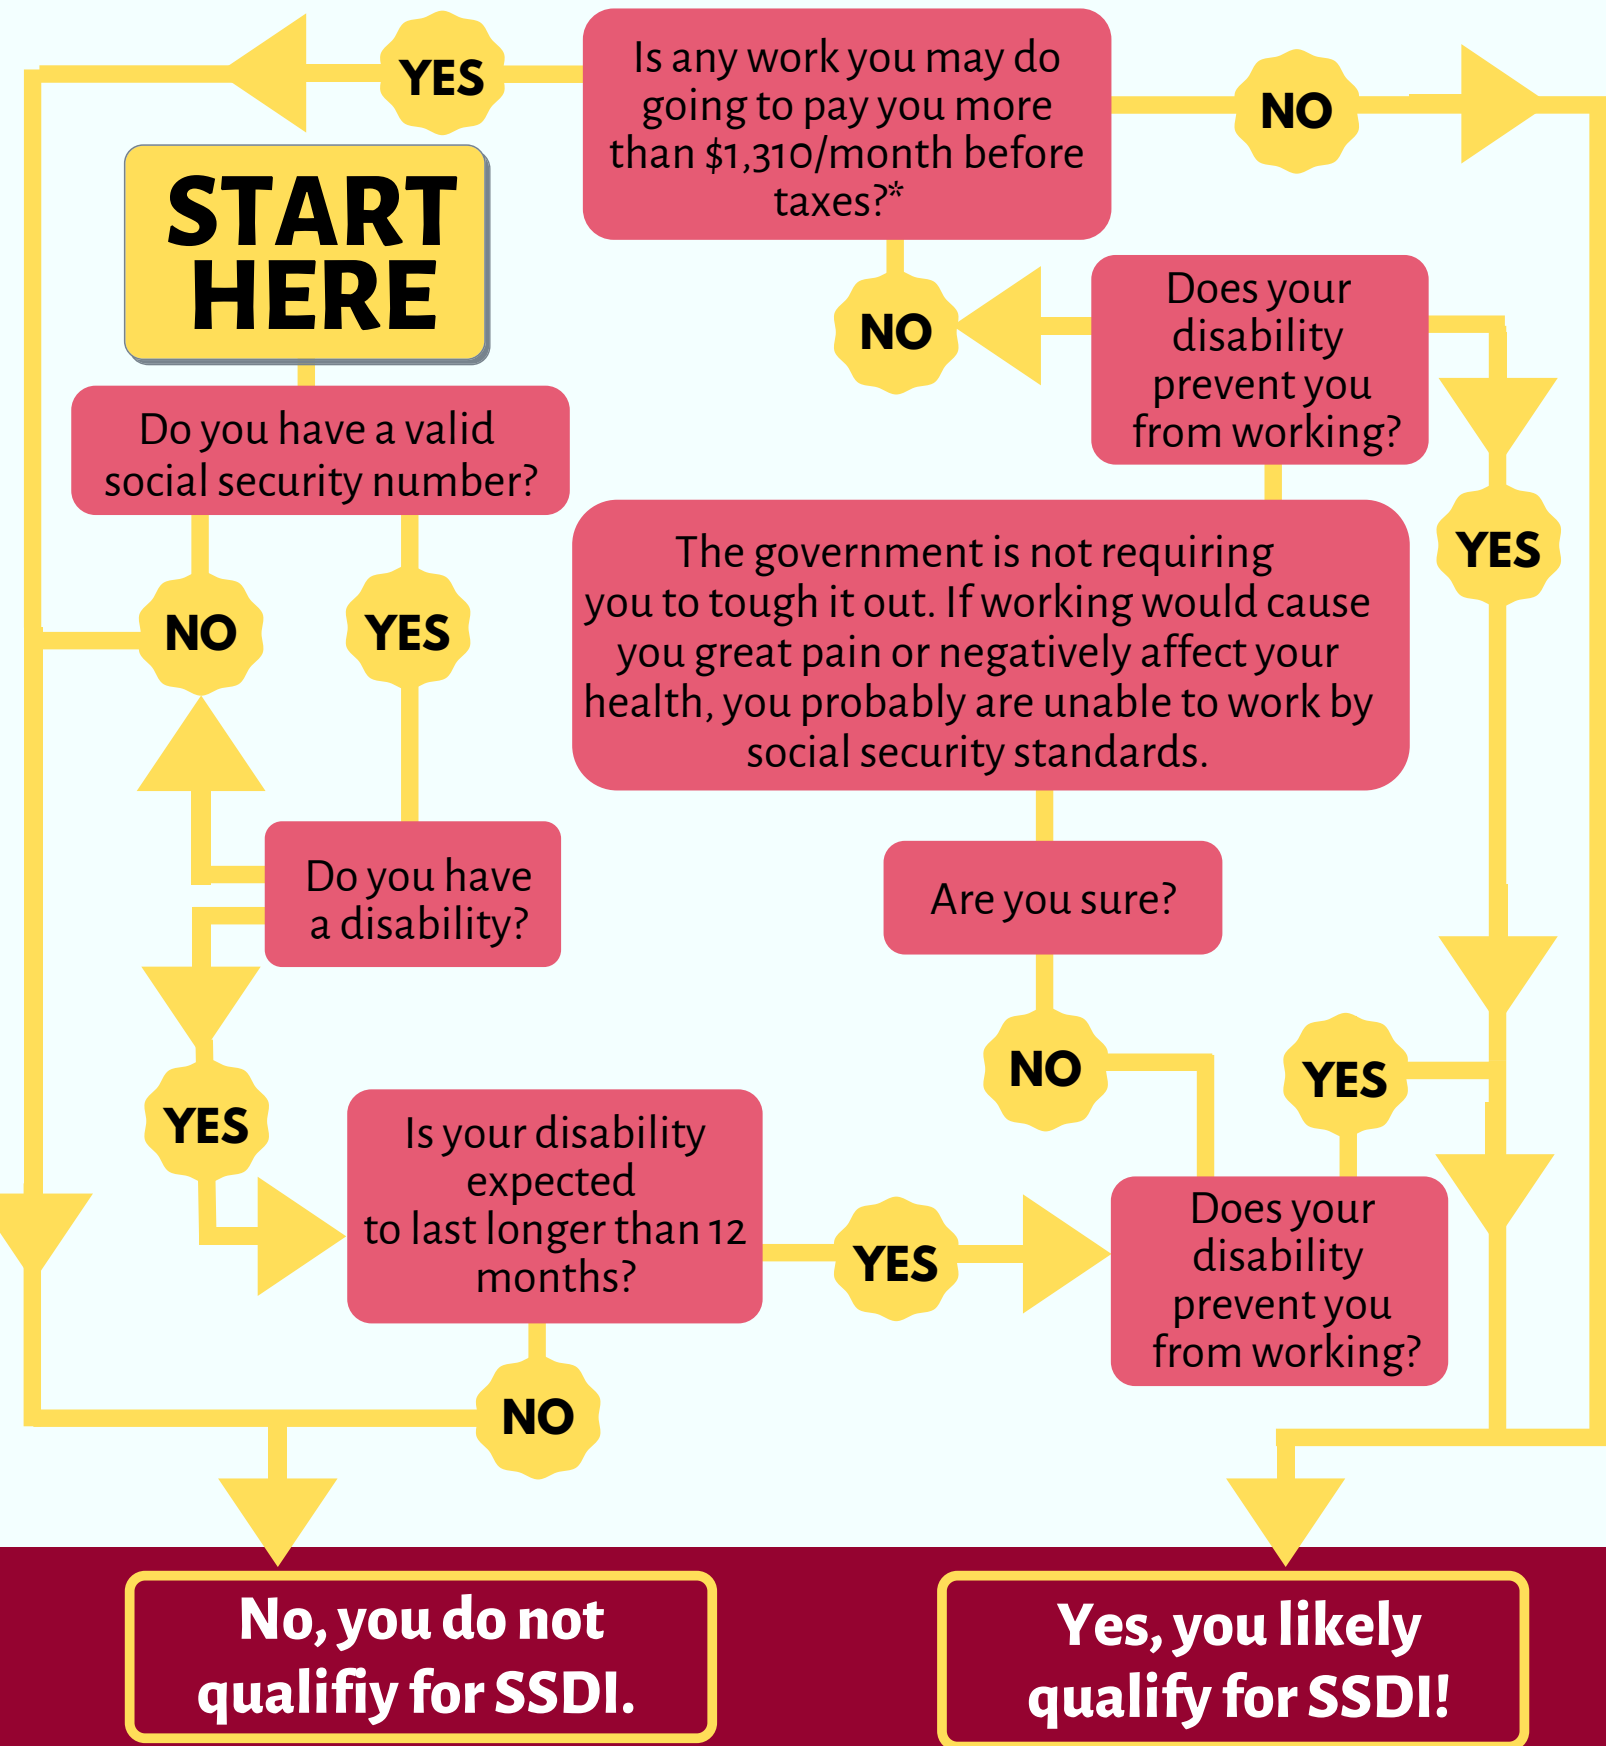 YES
Is any work you may do
going to pay you more
than $1,310/month before
taxes?*
NO
START
HERE
Do you have a valid
social security number?
NO
Does your
disability
prevent you
from working?
The government is not requiring
you to tough it out. If working would cause
you great pain or negatively affect your
health, you probably are unable to work by
social security standards.
YES
NO
YES
Do you have
a disability?
Are you sure?
NO
YES
YES
Is your disability
expected
to last longer than 12
months?
YES
Does your
disability
prevent you
from working?
NO
No, you do not
qualifiy for SSDI.
Yes, you likely
qualify for SSDI!